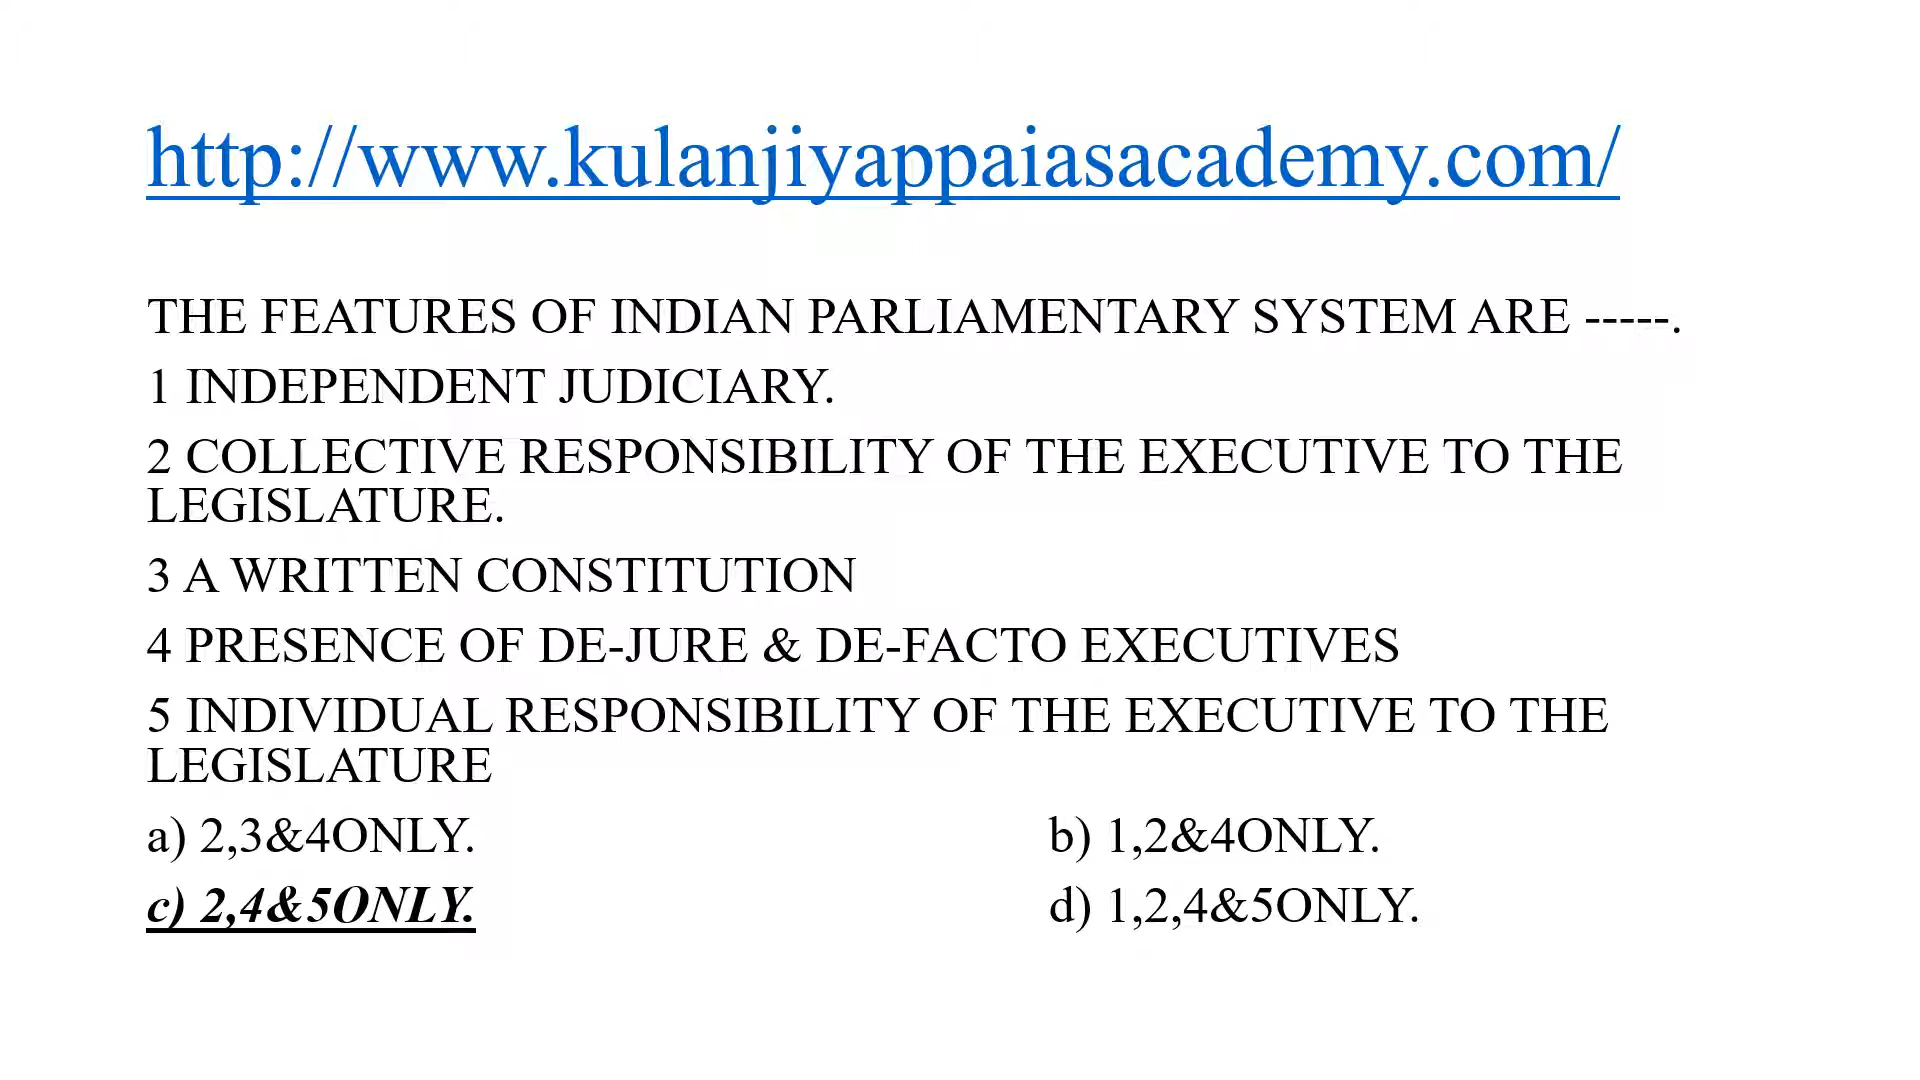 http://www.kulanjiyappaiasacademy.com/
THE FEATURES OF INDIAN PARLIAMENTARY SYSTEM ARE -----.
1 INDEPENDENT JUDICIARY.
2 COLLECTIVE RESPONSIBILITY OF THE EXECUTIVE TO THE
LEGISLATURE.
3 A WRITTEN CONSTITUTION
4 PRESENCE OF DE-JURE & DE-FACTO EXECUTIVES
5 INDIVIDUAL RESPONSIBILITY OF THE EXECUTIVE TO THE
LEGISLATURE
a) 2,3&4ONLY. b) 1,2&4ONLY.
c) 2,4&5ONLY. d) 1,2,4&5ONLY.